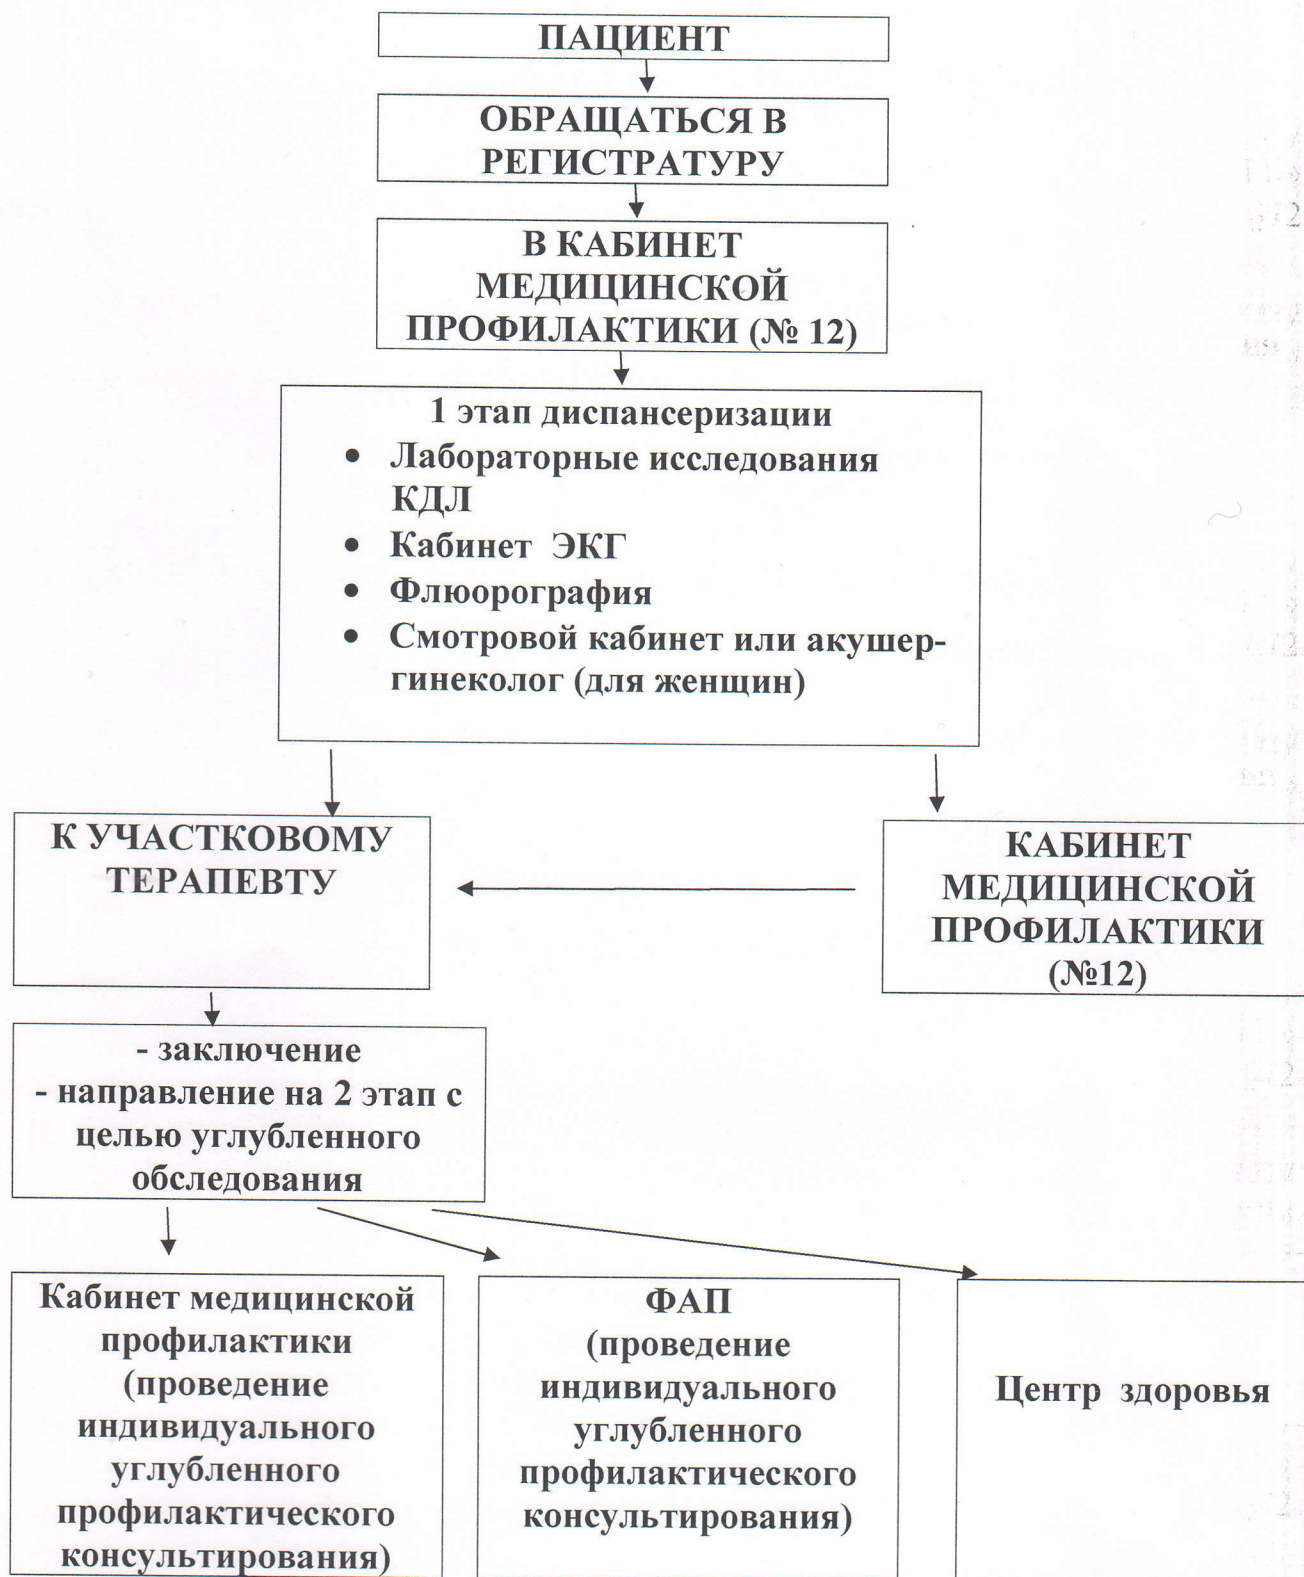 ПАЦИЕНТ
ОБРАЩАТЬСЯ В
РЕГИСТРАТУРУ
В КАБИНЕТ
МЕДИЦИНСКОЙ
ПРОФИЛАКТИКИ (№ 12)
1 этап диспансеризации
• Лабораторные исследования
КДЛ
• Кабинет ЭКГ
• Флюорография
• Смотровой кабинет или акушер-
гинеколог (для женщин)
К УЧАСТКОВОМУ
ТЕРАПЕВТУ
КАБИНЕТ
МЕДИЦИНСКОЙ
ПРОФИЛАКТИКИ
(№12)
- заключение
- направление на 2 этап с
целью углубленного
обследования
Кабинет медицинской
профилактики
(проведение
индивидуального
углубленного
профилактического
консультирования)
ФАП
(проведение
индивидуального
углубленного
профилактического
консультирования)
Центр здоровья